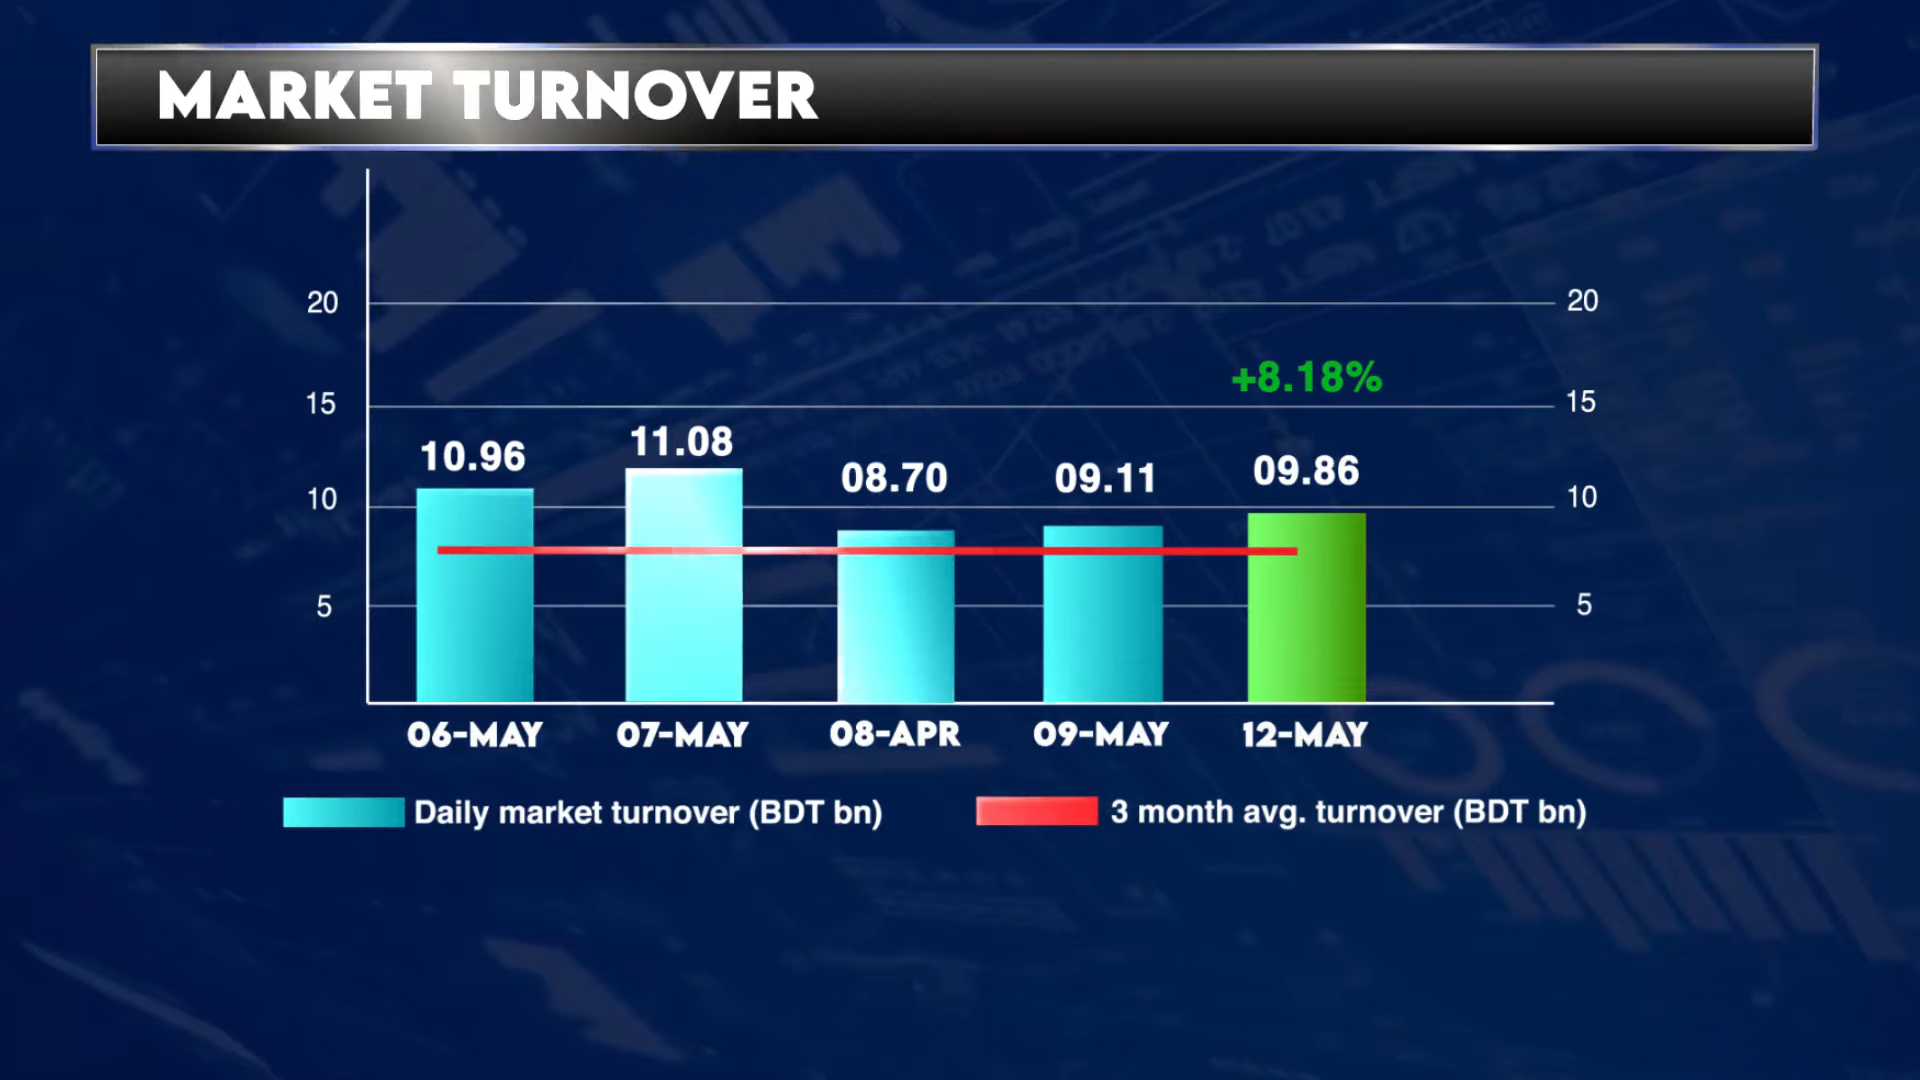 MARKET TURNOVER
20 20
+8.18%
15 15
10.96 11.08 08.70 09.11 09.86
10 10
5 5
06-MAY 07-MAY 08-APR 09-MAY 12-MAY
Daily market turnover (BDT bn) 3 month avg. turnover (BDT bn)